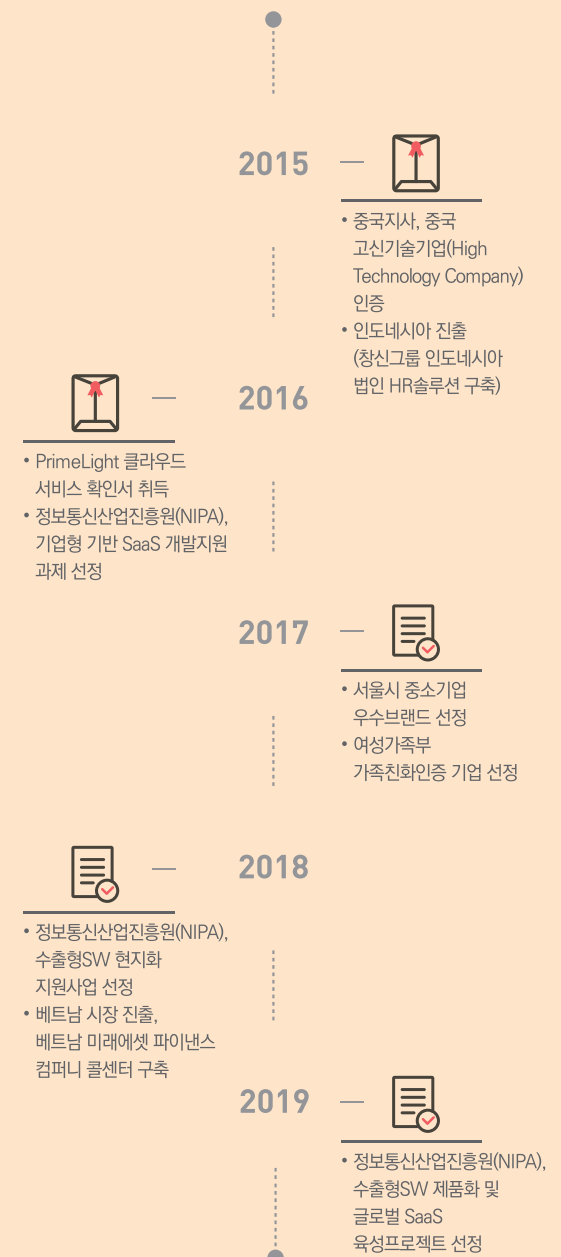 2015
• 중국지사, 중국
고신기술기업(High
Technology Company)
인증
• 인도네시아 진출
(창신그룹 인도네시아
법인 HR솔루션 구축)
2016
• PrimeLight 클라우드
서비스 확인서 취득
• 정보통신산업진흥원(NIPA),
기업형 기반 SaaS 개발지원
과제 선정
2017
• 서울시 중소기업
우수브랜드 선정
• 여성가족부
가족친화인증 기업 선정
2018
• 정보통신산업진흥원(NIPA),
수출형SW 현지화
지원사업 선정
• 베트남 시장 진출,
베트남 미래에셋 파이낸스
컴퍼니 콜센터 구축
2019
• 정보통신산업진흥원(NIPA),
수출형SW 제품화 및
글로벌 SaaS
육성프로젝트 선정